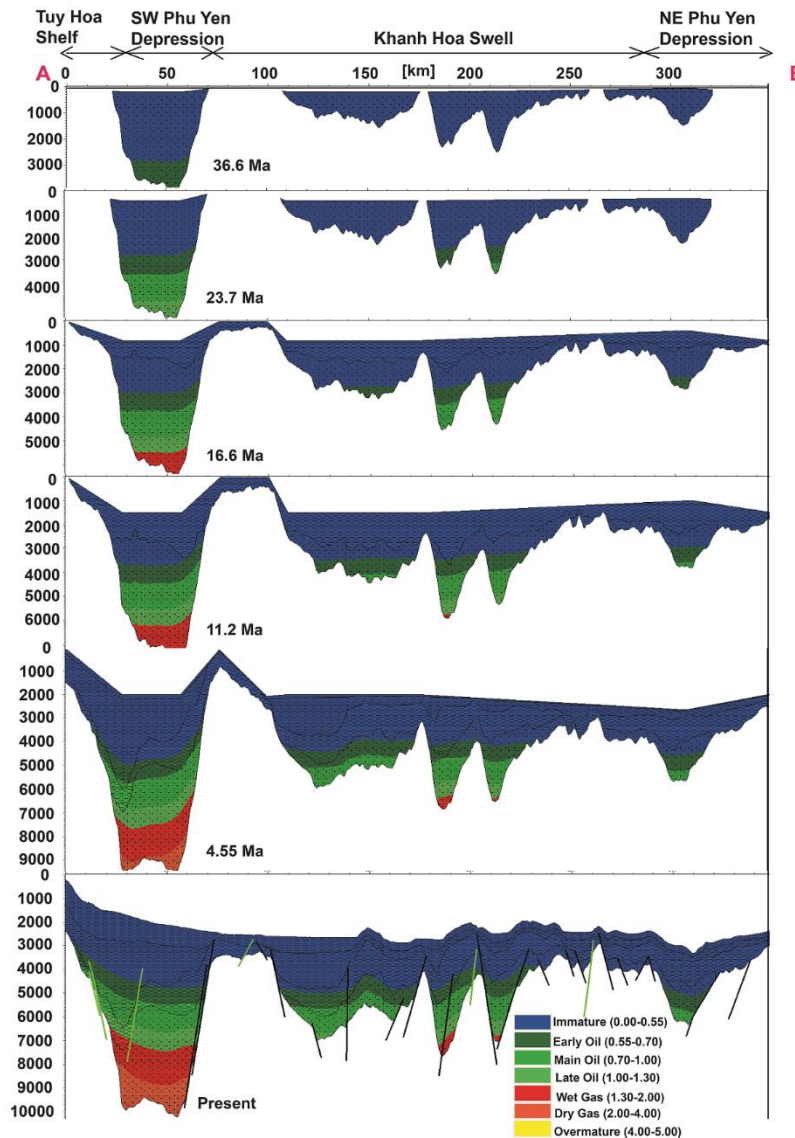 Tuy Hoa SW Phu Yen NE Phu Yen
Shelf Depression Khanh Hoa Swell Depression
0 50 100 [km] 200 250 300
A
0
1000
2000
3000
36.6 Ma
0
1000
2000
3000
4000
23.7 Ma
0
1000
2000
3000
4000
5000
16.6 Ma
0
1000
2000
3000
4000
5000
6000
11.2 Ma
0
1000
2000
3000
4000
5000
6000
7000
8000
9000
4.55 Ma
0
1000
2000
3000
4000
5000
6000
7000
8000
9000
10000
Present
Immature (0.00-0.55)
Early Oil (0.55-0.70)
Main Oil (0.70-1.00)
Late Oil (1.00-1.30)
Wet Gas (1.30-2.00)
Dry Gas (2.00-4.00)
Overmature (4.00-5.00)